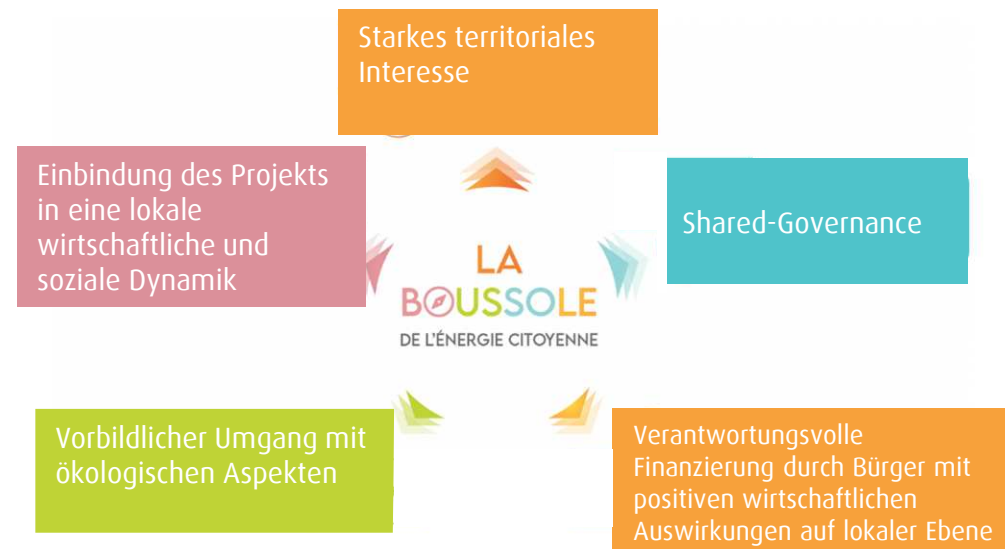 Starkes territoriales
Interesse
Einbindung des Projekts
in eine lokale
wirtschaftliche und
soziale Dynamik
Shared-Governance
LA
BOUSSOLE
DE L'ÉNERGIE CITOYENNE
Vorbildlicher Umgang mit
ökologischen Aspekten
Verantwortungsvolle
Finanzierung durch Bürger mit
positiven wirtschaftlichen
Auswirkungen auf lokaler Ebene